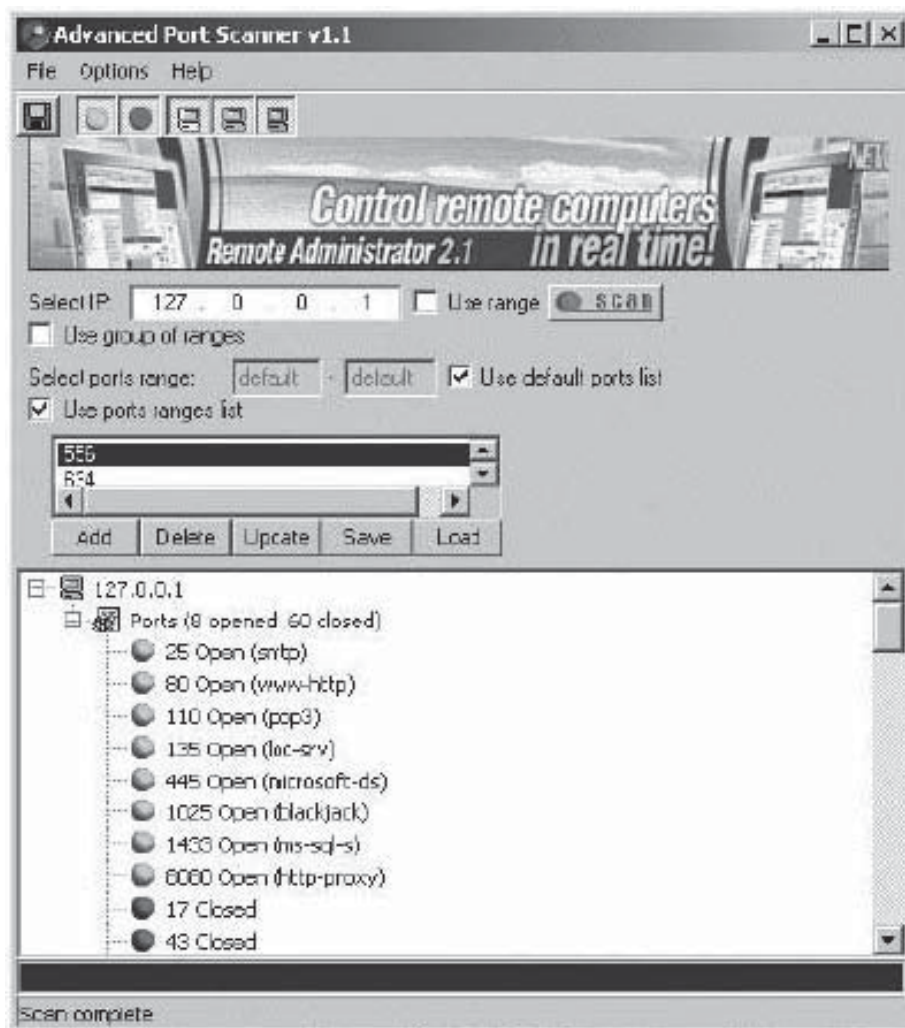 Advanced Port Scanner v1.1
File Options Help
NEW
Control remote computers
Remote Administrator 2.1 in real time!
Select IP: 127 . 0 . 0 . 1 Use range scan
Use group of ranges
Select ports range: default - default Use default ports list
Use ports ranges list
556
634
Add Delete Update Save Load
127.0.0.1
Ports (8 opened 60 closed)
25 Open (smtp)
80 Open (www-http)
110 Open (pop3)
135 Open (loc-srv)
445 Open (microsoft-ds)
1025 Open (blackjack)
1433 Open (ms-sql-s)
8080 Open (http-proxy)
17 Closed
43 Closed
Scan complete